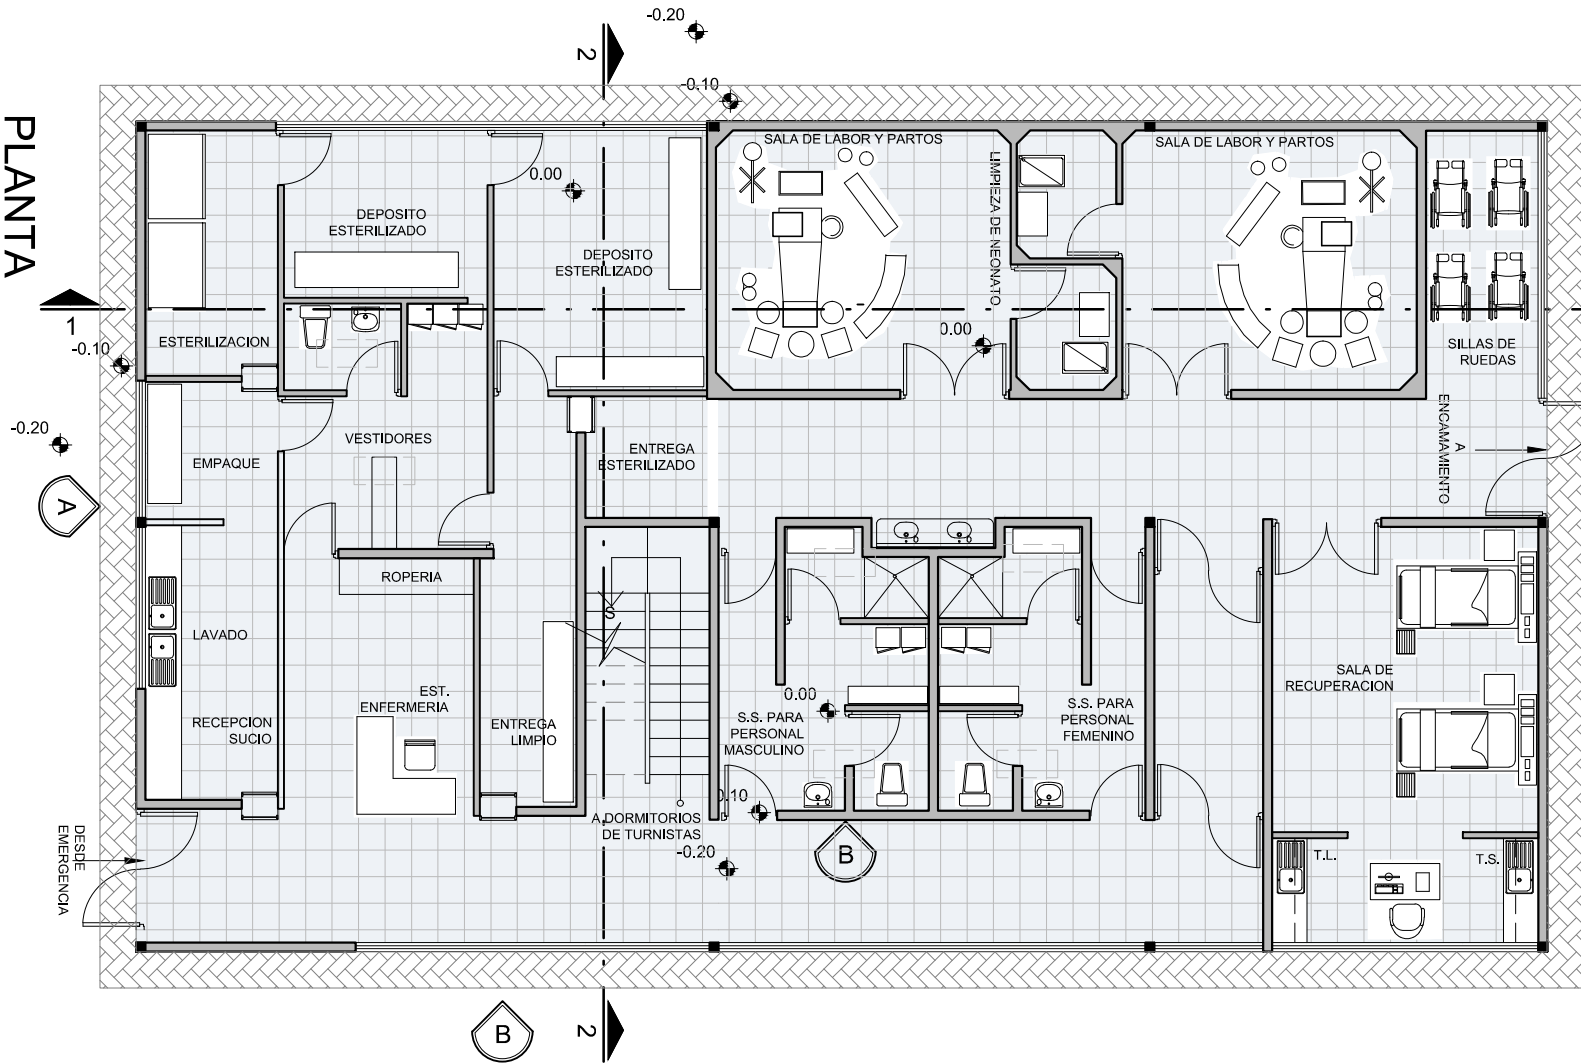 PLANTA
-0.20
2
-0.10
SALA DE LABOR Y PARTOS
SALA DE LABOR Y PARTOS
LIMPIEZA DE NEONATO
0.00
DEPOSITO
ESTERILIZADO
DEPOSITO
ESTERILIZADO
1
-0.10
ESTERILIZACION
0.00
SILLAS DE
RUEDAS
-0.20
A
VESTIDORES
EMPAQUE
ENTREGA
ESTERILIZADO
A
ENCAMAMIENTO
ROPERIA
S
LAVADO
EST.
ENFERMERIA
RECEPCION
SUCIO
ENTREGA
LIMPIO
0.00
S.S. PARA
PERSONAL
MASCULINO
S.S. PARA
PERSONAL
FEMENINO
SALA DE
RECUPERACION
DESDE
EMERGENCIA
A DORMITORIOS
DE TURNISTAS
0.10
-0.20
B
T.L.
T.S.
B
2